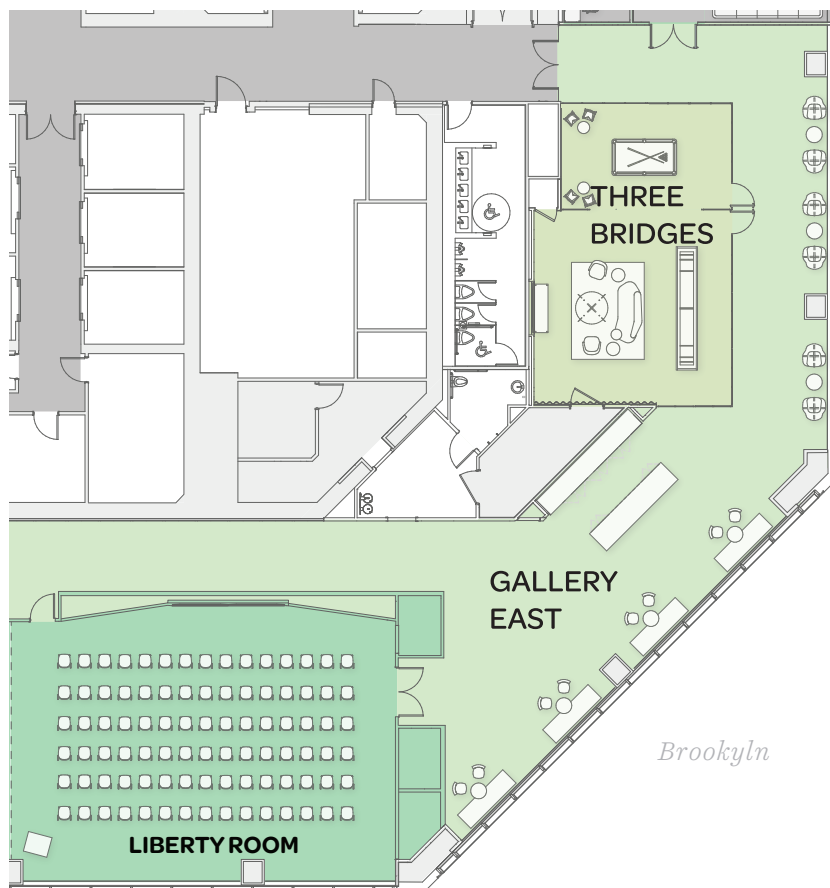 THREE
BRIDGES
GALLERY
EAST
Brookyln
LIBERTY ROOM